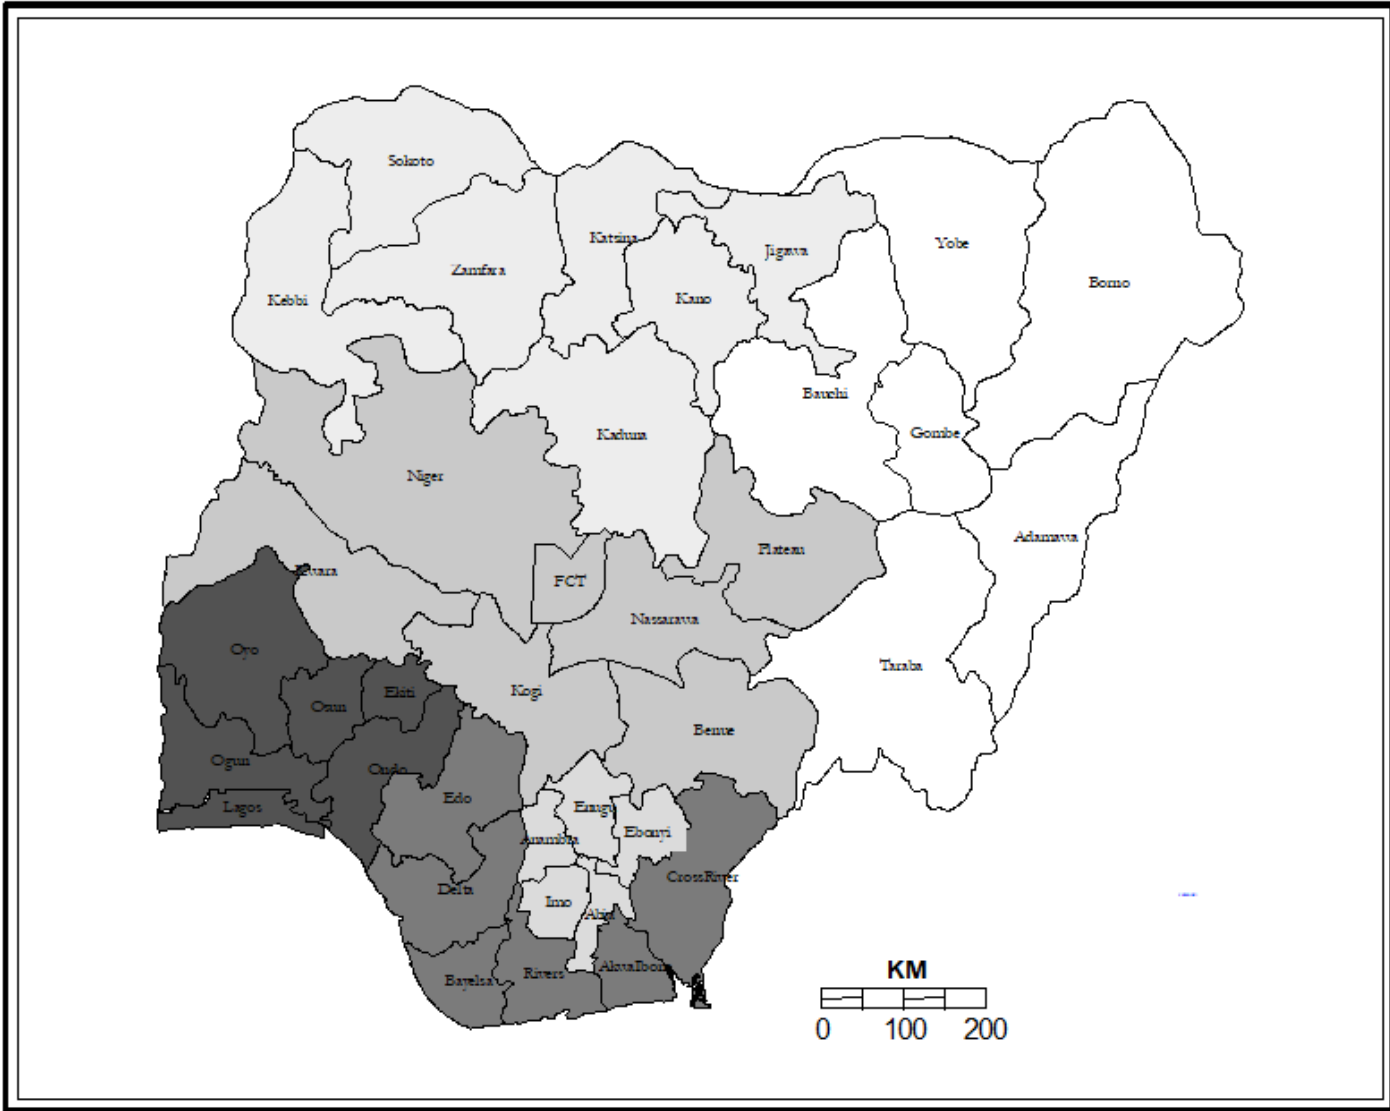 Sokoto
Katsina
Yobe
Jigava
Zamfara
Borno
Kebbi
Kano
Bauchi
Gombe
Kaduna
Niger
Adamawa
Plateau
FCT
Nassarawa
Oyo
Taraba
Kogi
Ekiti
Osun
Benue
Ogun
Ondo
Edo
Lagos
Enugu
Ebonyi
Anambra
CrossRiver
Delta
Imo
Abia
AkwaIbom
Rivers
Bayelsa
KM
0 100 200